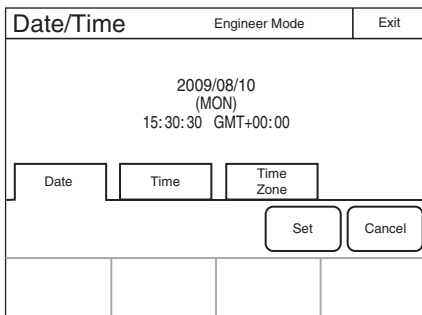 Date/Time Engineer Mode Exit
2009/08/10
(MON)
15:30:30 GMT+00:00
Date Time Time Zone
Set Cancel